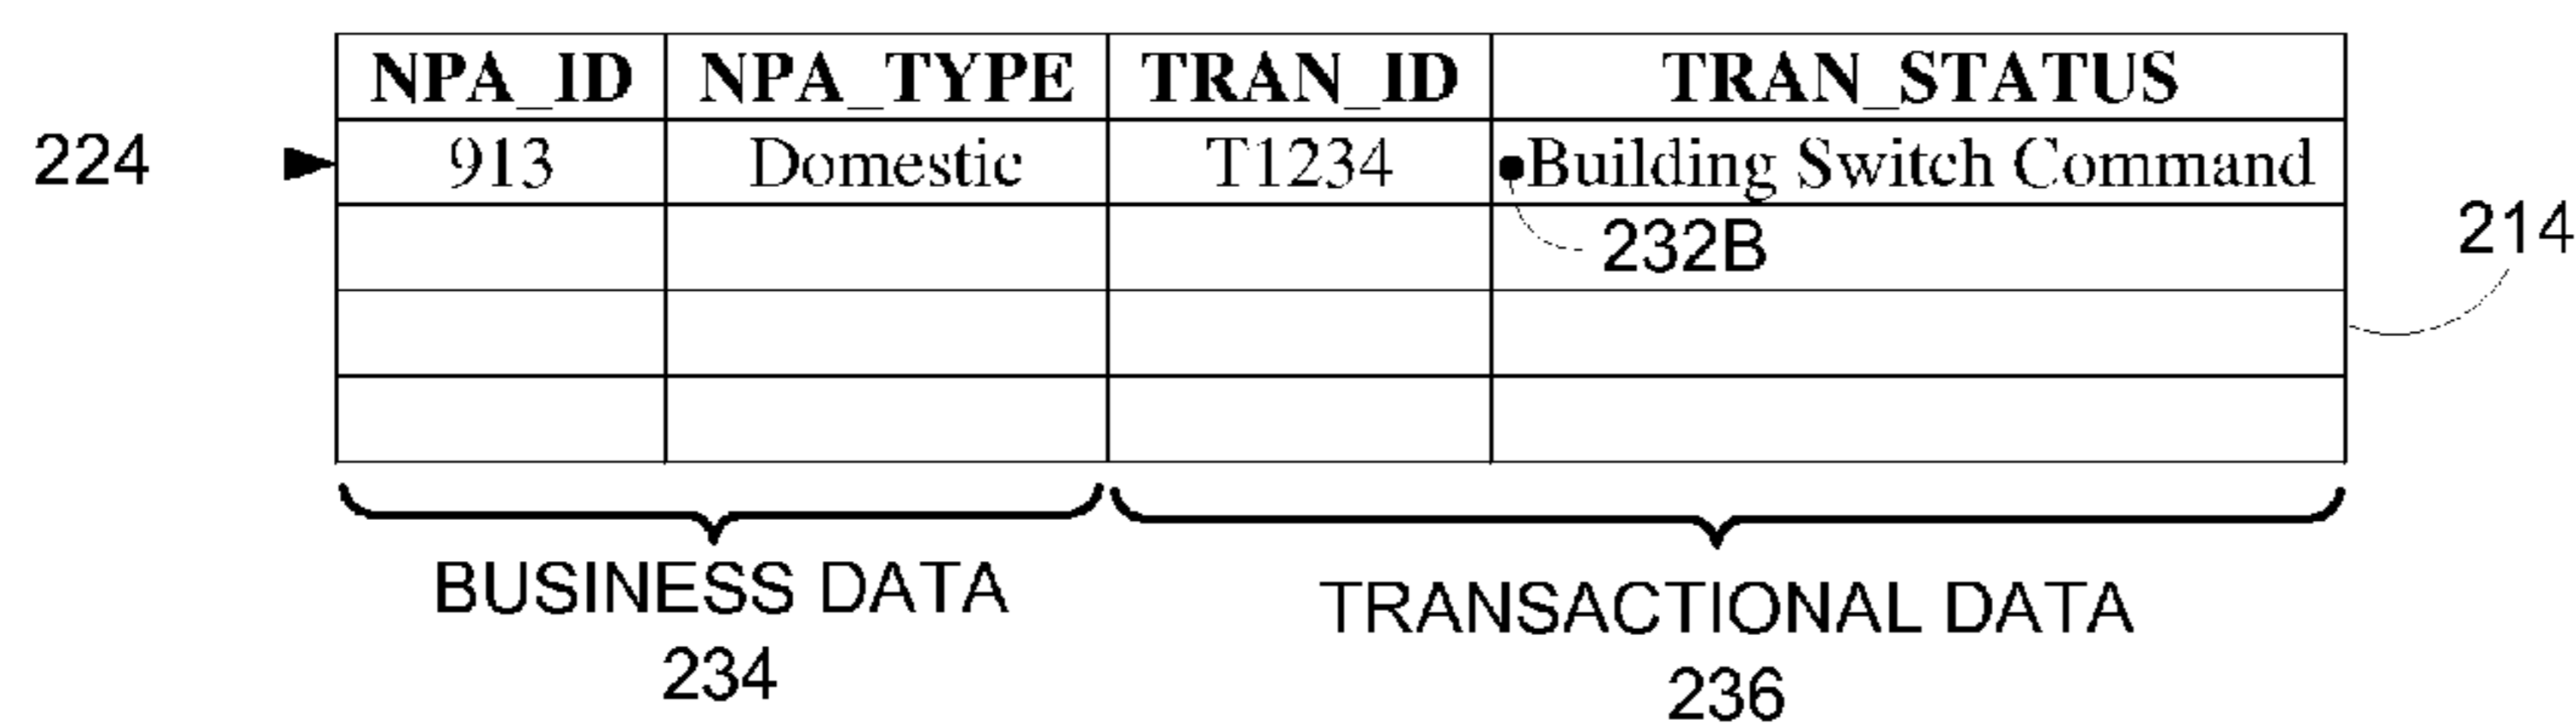 NPA_ID NPA_TYPE TRAN_ID TRAN_STATUS
224 913 Domestic T1234 Building Switch Command
232B 214
BUSINESS DATA TRANSACTIONAL DATA
234 236